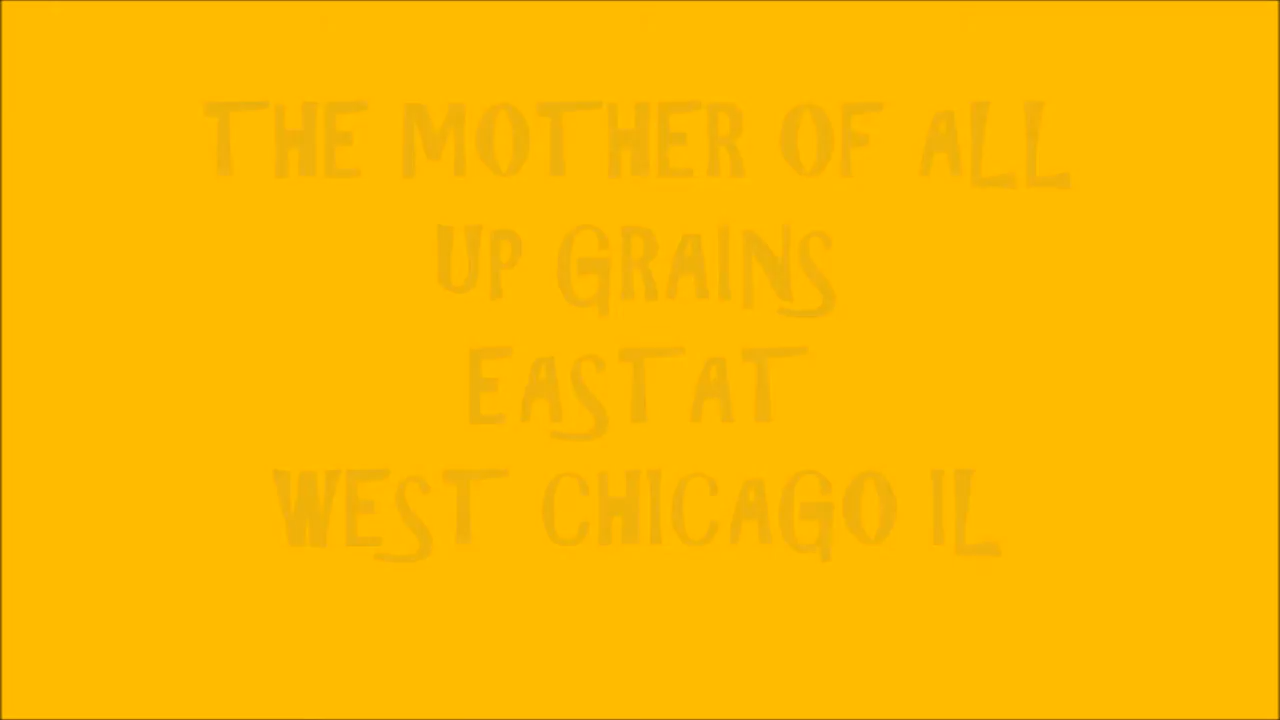 THE MOTHER OF ALL
UP GRAINS
EAST AT
WEST CHICAGO IL